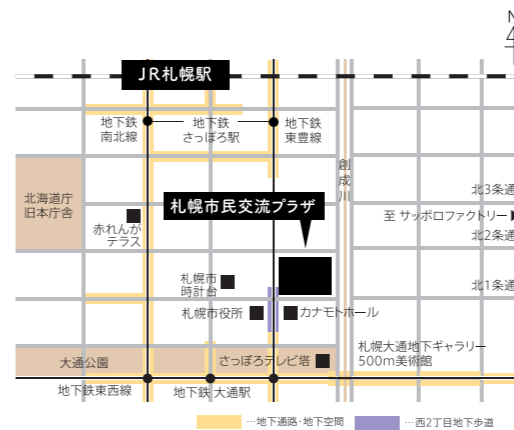 N
JR札幌駅
地下鉄
南北線
地下鉄
さっぽろ駅
地下鉄
東豊線
創成川
北海道庁
旧本庁舎
赤れんが
テラス
札幌市民交流プラザ
北3条通
至 サッポロファクトリー
北2条通
札幌市
時計台
北1条通
札幌市役所
カナモトホール
大通公園
さっぽろテレビ塔
札幌大通地下ギャラリー
500m美術館
地下鉄東西線
地下鉄 大通駅
…地下通路・地下空間
…西2丁目地下歩道